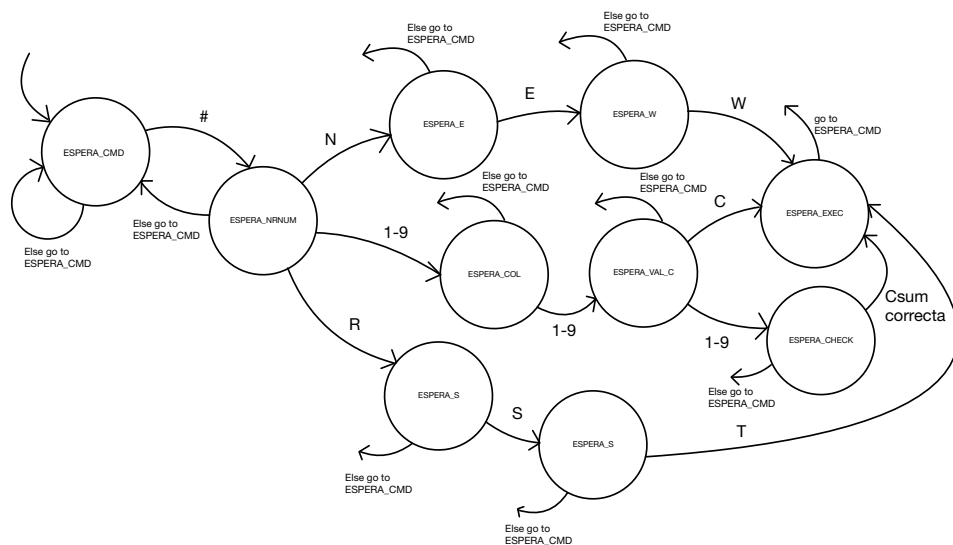 Else go to
ESPERA_CMD
Else go to
ESPERA_CMD
ESPERA_CMD
#
N
ESPERA_E
E
ESPERA_W
W
go to
ESPERA_CMD
Else go to
ESPERA_CMD
ESPERA_NRNUM
Else go to
ESPERA_CMD
Else go to
ESPERA_CMD
Else go to
ESPERA_CMD
C
ESPERA_EXEC
1-9
ESPERA_COL
1-9
ESPERA_VAL_C
1-9
Csum
correcta
ESPERA_CHECK
Else go to
ESPERA_CMD
R
ESPERA_S
S
ESPERA_S
T
Else go to
ESPERA_CMD
Else go to
ESPERA_CMD